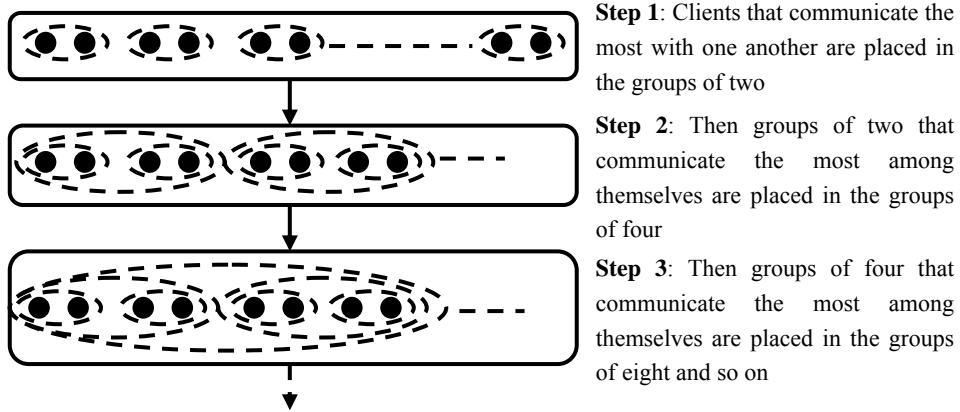 Step 1: Clients that communicate the
most with one another are placed in
the groups of two
Step 2: Then groups of two that
communicate the most among
themselves are placed in the groups
of four
Step 3: Then groups of four that
communicate the most among
themselves are placed in the groups
of eight and so on